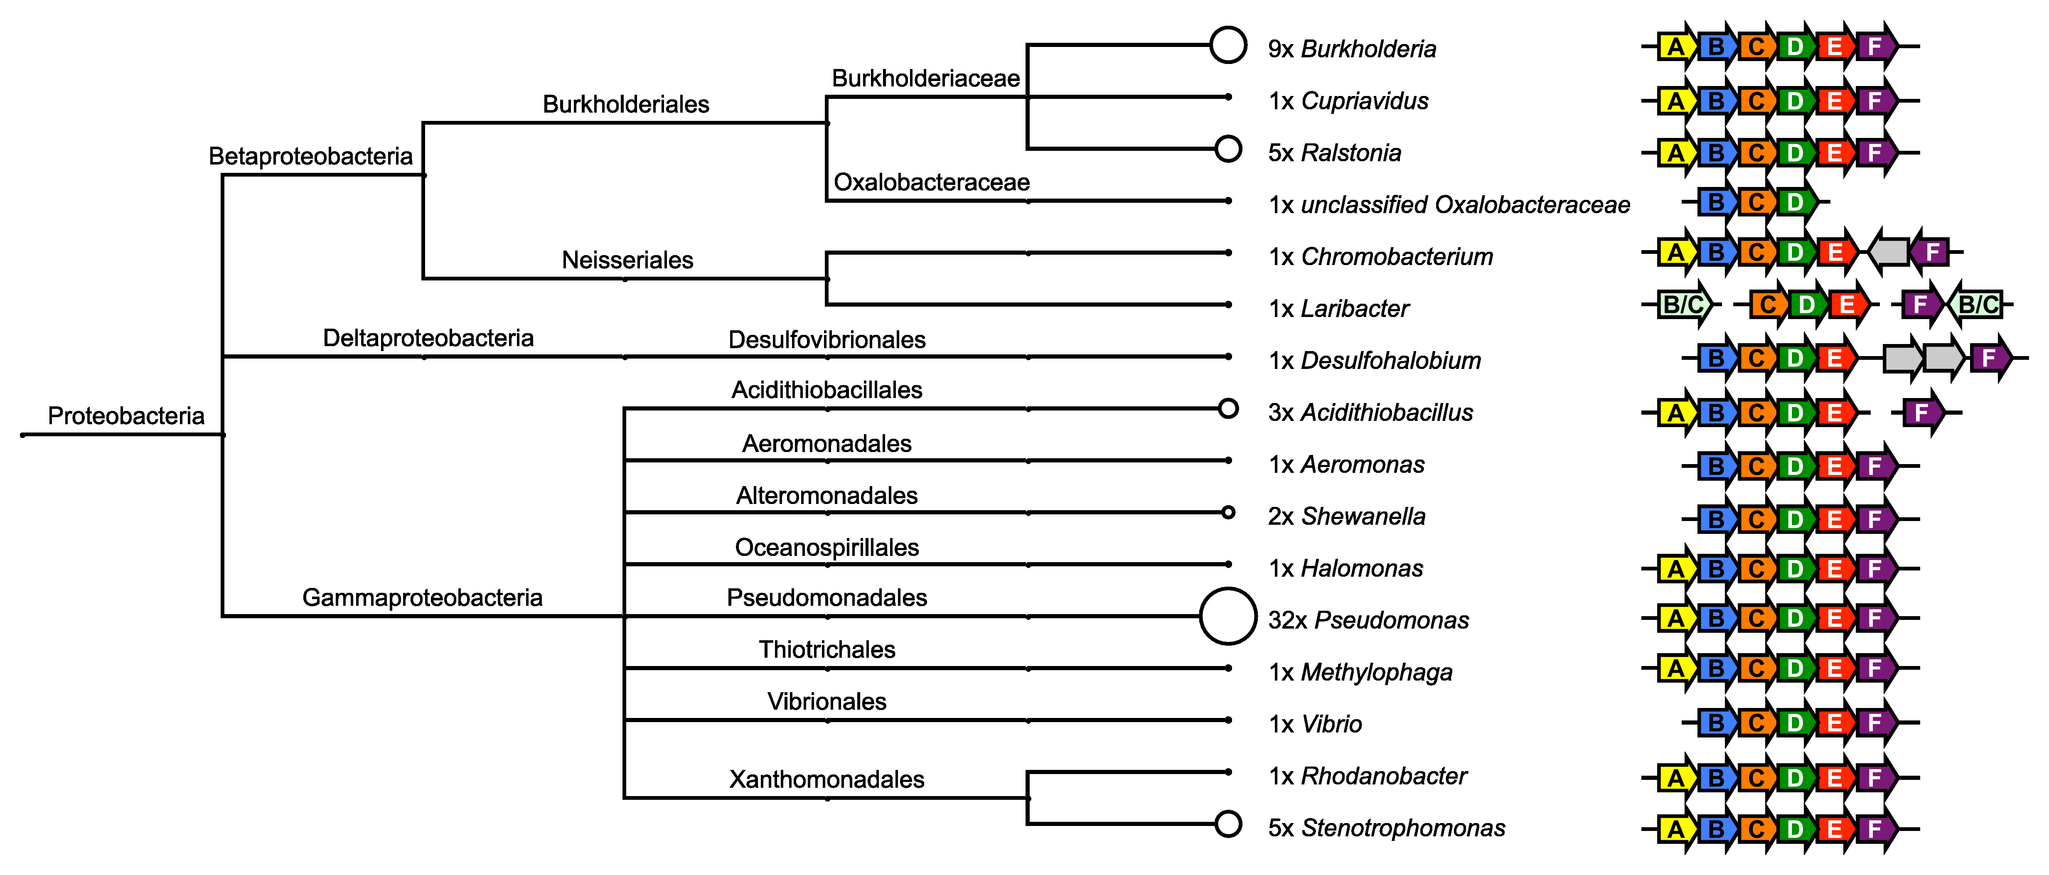 Burkholderiaceae
9x Burkholderia
A B C D E F
Burkholderiales
1x Cupriavidus
A B C D E F
Betaproteobacteria
5x Ralstonia
A B C D E F
Oxalobacteraceae
1x unclassified Oxalobacteraceae
B C D
Neisseriales
1x Chromobacterium
A B C D E F
1x Laribacter
B/C C D E F B/C
Deltaproteobacteria
Desulfovibrionales
1x Desulfohalobium
B C D E F
Proteobacteria
Acidithiobacillales
3x Acidithiobacillus
A B C D E F
Aeromonadales
1x Aeromonas
B C D E F
Alteromonadales
2x Shewanella
B C D E F
Oceanospirillales
1x Halomonas
A B C D E F
Gammaproteobacteria
Pseudomonadales
32x Pseudomonas
A B C D E F
Thiotrichales
1x Methylophaga
A B C D E F
Vibrionales
1x Vibrio
B C D E F
Xanthomonadales
1x Rhodanobacter
A B C D E F
5x Stenotrophomonas
A B C D E F